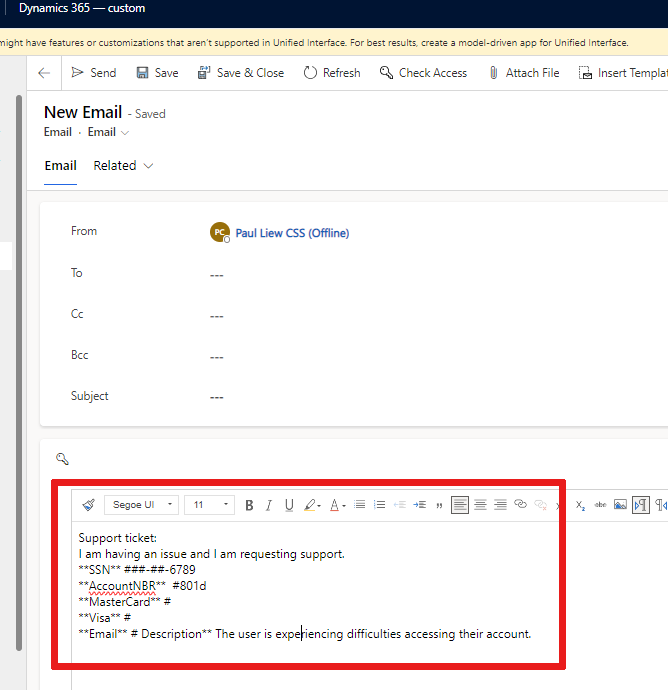 Dynamics 365 — custom
might have features or customizations that aren't supported in Unified Interface. For best results, create a model-driven app for Unified Interface.
Send Save Save & Close Refresh Check Access Attach File Insert Templat
New Email - Saved
Email · Email
Email Related
From PC Paul Liew CSS (Offline)
To ---
Cc ---
Bcc ---
Subject ---
Segoe UI 11 B I U A " X₂ abc
Support ticket:
I am having an issue and I am requesting support.
**SSN** ###-##-6789
**AccountNBR**  #801d
**MasterCard** #
**Visa** #
**Email** # Description** The user is experiencing difficulties accessing their account.